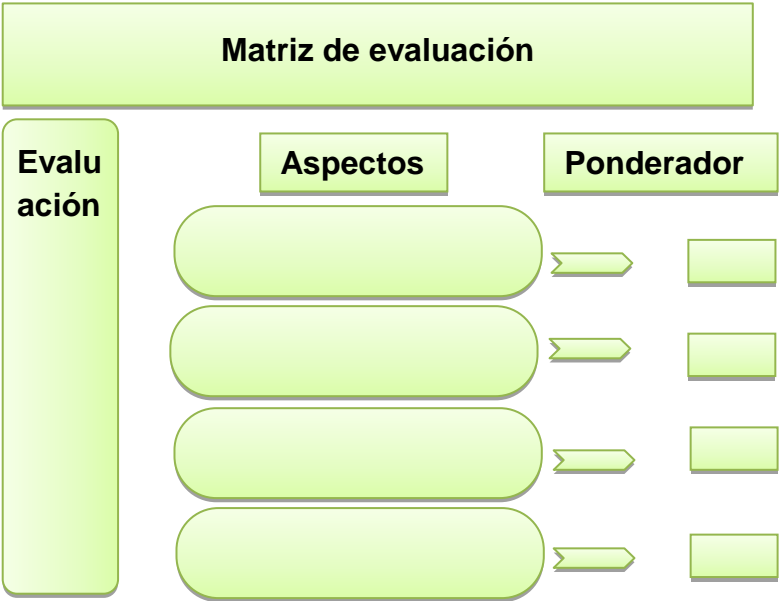 Matriz de evaluación
Evalu
ación
Aspectos
Ponderador